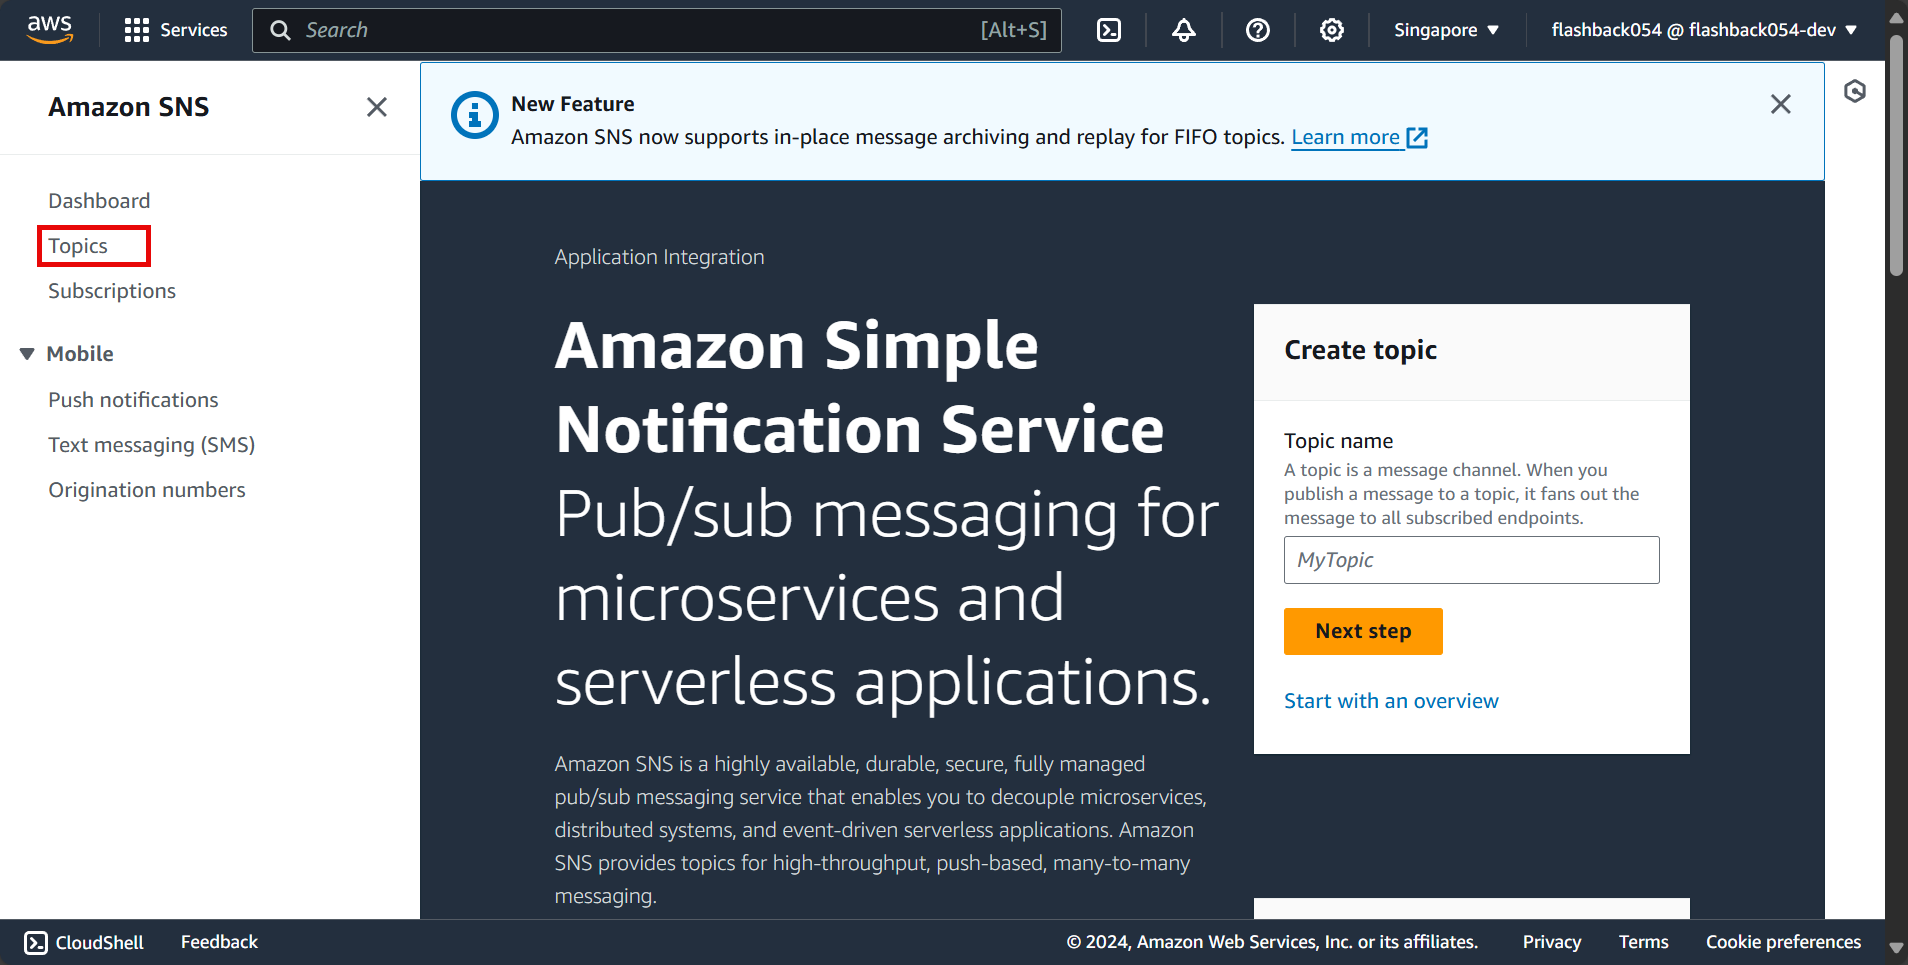 aws
Services
Search
[Alt+S]
Singapore
flashback054 @ flashback054-dev
Amazon SNS
Dashboard
Topics
Subscriptions
Mobile
Push notifications
Text messaging (SMS)
Origination numbers
New Feature
Amazon SNS now supports in-place message archiving and replay for FIFO topics. Learn more
Application Integration
Amazon Simple
Notification Service
Pub/sub messaging for
microservices and
serverless applications.
Amazon SNS is a highly available, durable, secure, fully managed
pub/sub messaging service that enables you to decouple microservices,
distributed systems, and event-driven serverless applications. Amazon
SNS provides topics for high-throughput, push-based, many-to-many
messaging.
Create topic
Topic name
A topic is a message channel. When you
publish a message to a topic, it fans out the
message to all subscribed endpoints.
MyTopic
Next step
Start with an overview
CloudShell
Feedback
© 2024, Amazon Web Services, Inc. or its affiliates.
Privacy
Terms
Cookie preferences